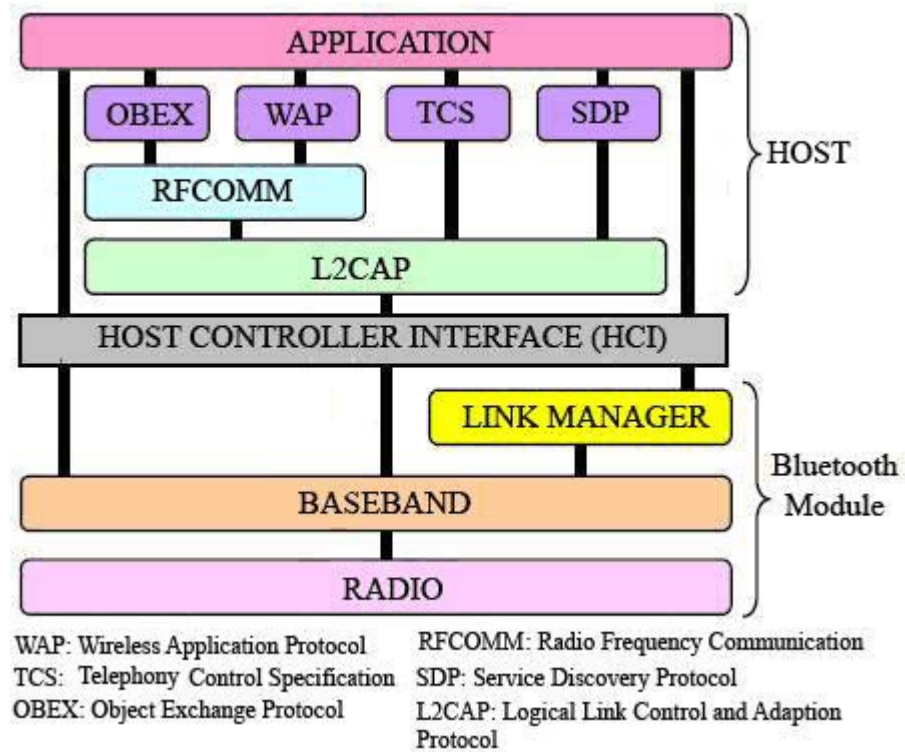 APPLICATION
OBEX
WAP
TCS
SDP
HOST
RFCOMM
L2CAP
HOST CONTROLLER INTERFACE (HCI)
LINK MANAGER
Bluetooth
Module
BASEBAND
RADIO
WAP: Wireless Application Protocol
TCS: Telephony Control Specification
OBEX: Object Exchange Protocol
RFCOMM: Radio Frequency Communication
SDP: Service Discovery Protocol
L2CAP: Logical Link Control and Adaption
Protocol